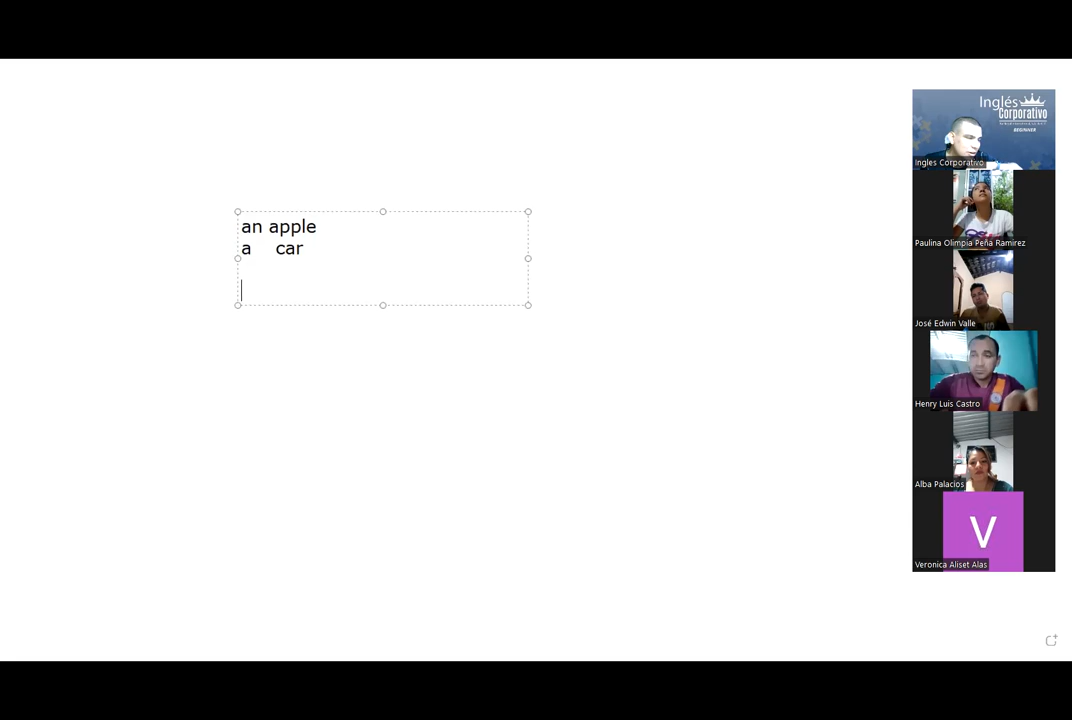 an apple
a car
Inglés
Corporativo
BEGINNER
Ingles Corporativo
Paulina Olimpia Peña Ramirez
José Edwin Valle
Henry Luis Castro
Alba Palacios
V
Veronica Aliset Alas